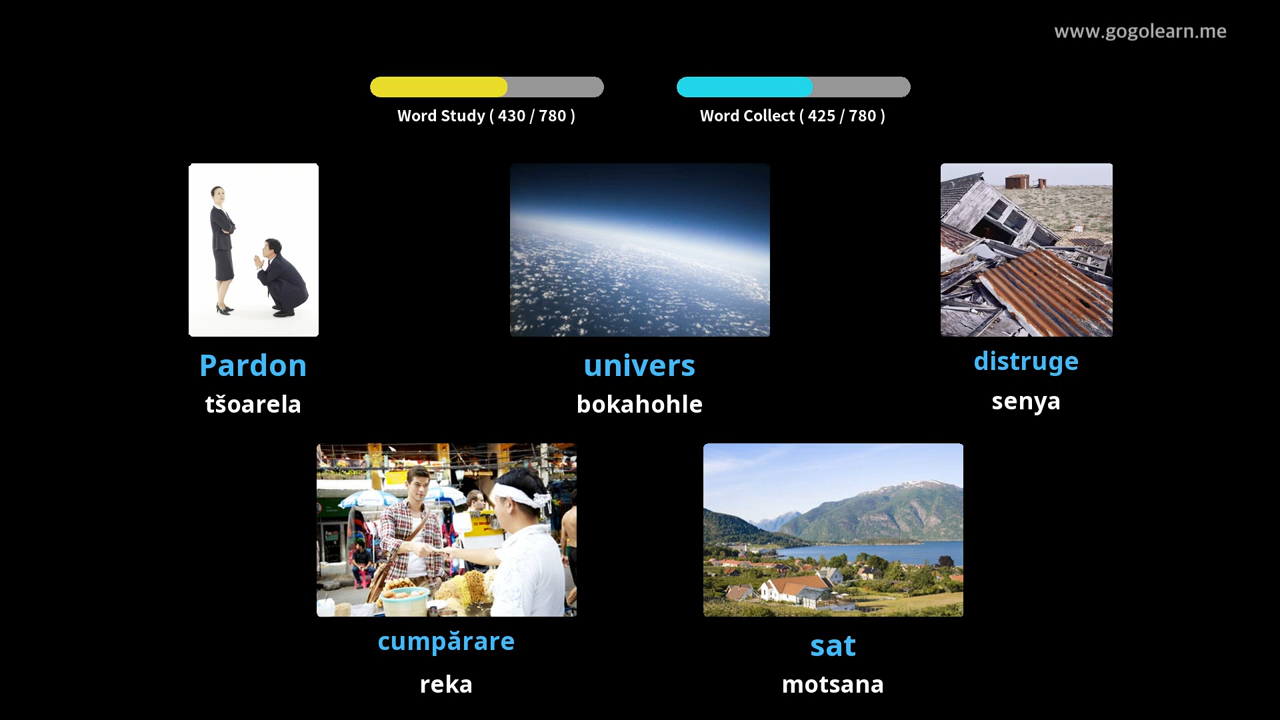 www.gogolearn.me
Word Study ( 430 / 780 )
Word Collect ( 425 / 780 )
Pardon
tšoarela
univers
bokahohle
distruge
senya
cumpărare
reka
sat
motsana